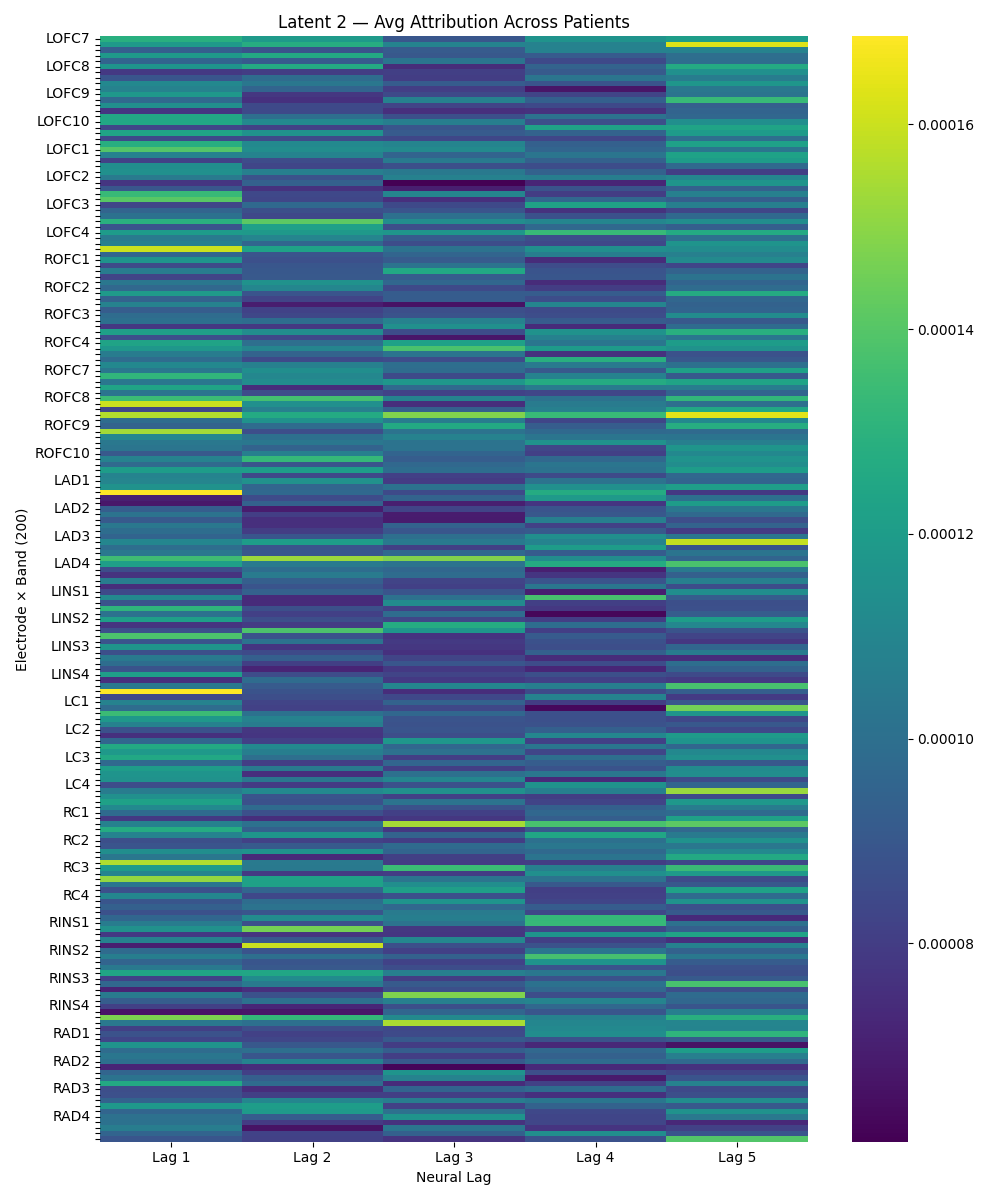 Latent 2 — Avg Attribution Across Patients
Electrode × Band (200)
LOFC7
LOFC8
LOFC9
LOFC10
LOFC1
LOFC2
LOFC3
LOFC4
ROFC1
ROFC2
ROFC3
ROFC4
ROFC7
ROFC8
ROFC9
ROFC10
LAD1
LAD2
LAD3
LAD4
LINS1
LINS2
LINS3
LINS4
LC1
LC2
LC3
LC4
RC1
RC2
RC3
RC4
RINS1
RINS2
RINS3
RINS4
RAD1
RAD2
RAD3
RAD4
Lag 1 Lag 2 Lag 3 Lag 4 Lag 5
Neural Lag
0.00016
0.00014
0.00012
0.00010
0.00008